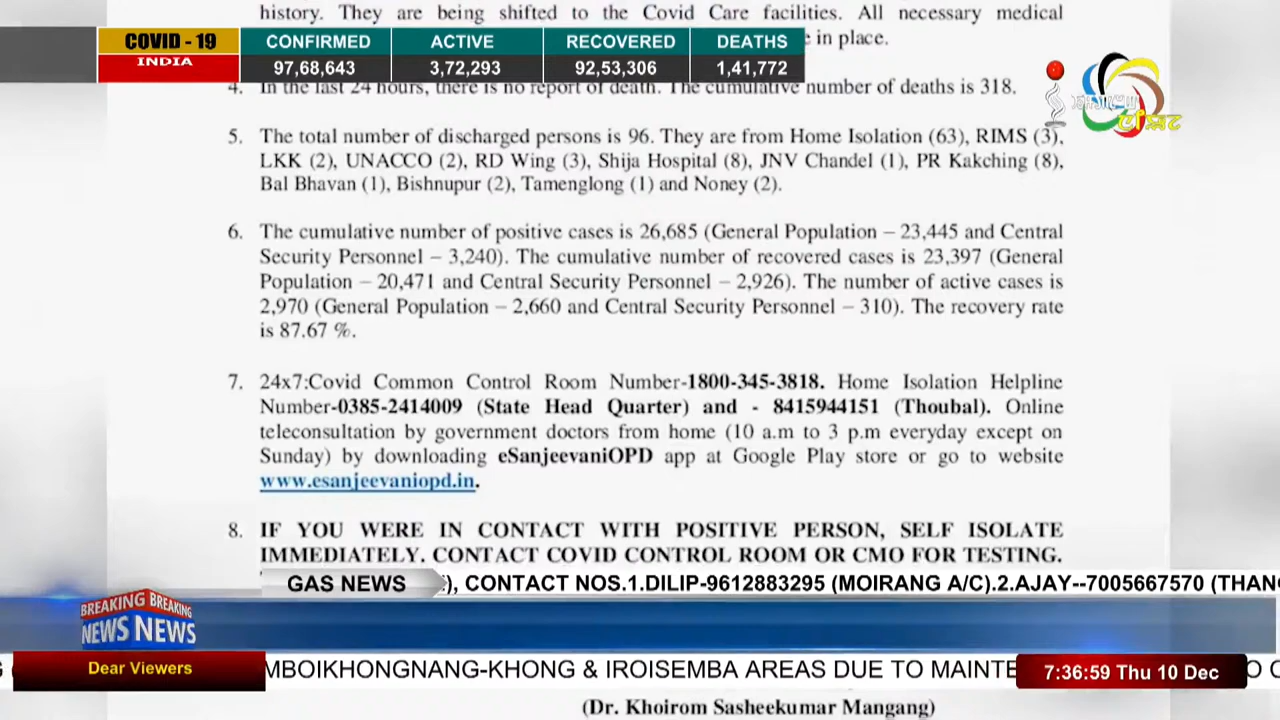 history. They are being shifted to the Covid Care facilities. All necessary medical
in place.
COVID - 19
INDIA
CONFIRMED ACTIVE RECOVERED DEATHS
97,68,643 3,72,293 92,53,306 1,41,772
4. In the last 24 hours, there is no report of death. The cumulative number of deaths is 318.
5. The total number of discharged persons is 96. They are from Home Isolation (63), RIMS (3),
LKK (2), UNACCO (2), RD Wing (3), Shija Hospital (8), JNV Chandel (1), PR Kakching (8),
Bal Bhavan (1), Bishnupur (2), Tamenglong (1) and Noney (2).
6. The cumulative number of positive cases is 26,685 (General Population – 23,445 and Central
Security Personnel – 3,240). The cumulative number of recovered cases is 23,397 (General
Population – 20,471 and Central Security Personnel – 2,926). The number of active cases is
2,970 (General Population – 2,660 and Central Security Personnel – 310). The recovery rate
is 87.67 %.
7. 24x7:Covid Common Control Room Number-1800-345-3818. Home Isolation Helpline
Number-0385-2414009 (State Head Quarter) and - 8415944151 (Thoubal). Online
teleconsultation by government doctors from home (10 a.m to 3 p.m everyday except on
Sunday) by downloading eSanjeevaniOPD app at Google Play store or go to website
www.esanjeevaniopd.in.
8. IF YOU WERE IN CONTACT WITH POSITIVE PERSON, SELF ISOLATE
IMMEDIATELY. CONTACT COVID CONTROL ROOM OR CMO FOR TESTING.
GAS NEWS ), CONTACT NOS.1.DILIP-9612883295 (MOIRANG A/C).2.AJAY--7005667570 (THANG
BREAKING BREAKING
NEWS NEWS
Dear Viewers MBOIKHONGNANG-KHONG & IROISEMBA AREAS DUE TO MAINTE 7:36:59 Thu 10 Dec O
(Dr. Khoirom Sasheekumar Mangang)